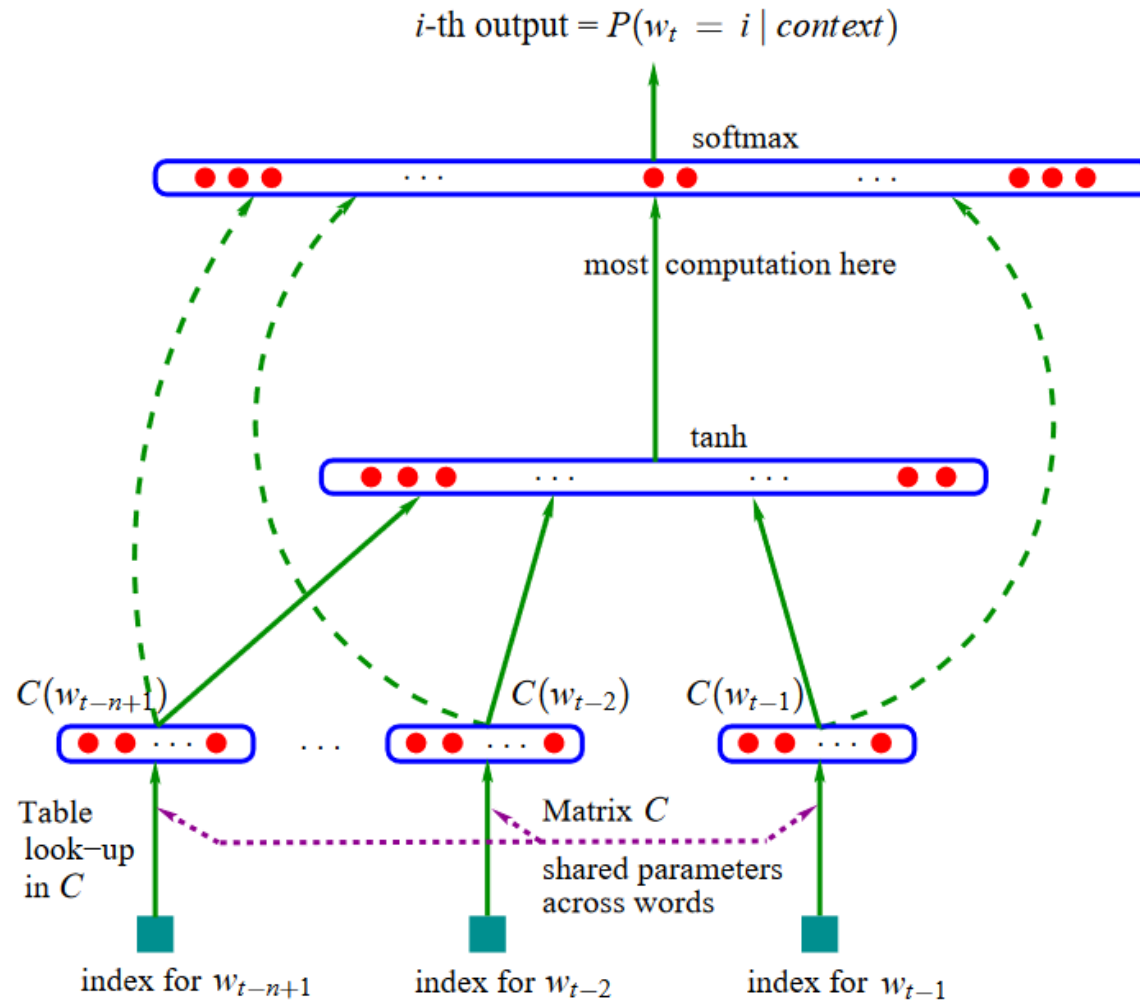 i-th output = P(w_t = i | context)
softmax
. . .
. . .
most computation here
tanh
. . .
. . .
C(w_{t−n+1})
C(w_{t−2})
C(w_{t−1})
. . .
. . .
. . .
. . .
Table
look−up
in C
Matrix C
shared parameters
across words
index for w_{t−n+1}
index for w_{t−2}
index for w_{t−1}